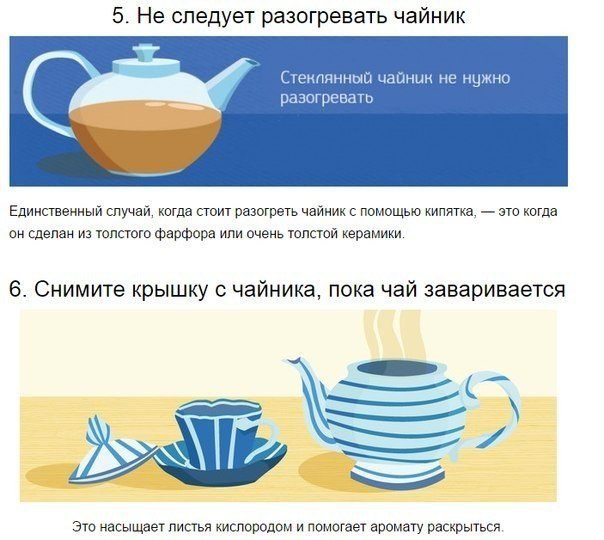 5. Не следует разогревать чайник
Стеклянный чайник не нужно
разогревать
Единственный случай, когда стоит разогреть чайник с помощью кипятка, — это когда
он сделан из толстого фарфора или очень толстой керамики.
6. Снимите крышку с чайника, пока чай заваривается
Это насыщает листья кислородом и помогает аромату раскрыться.